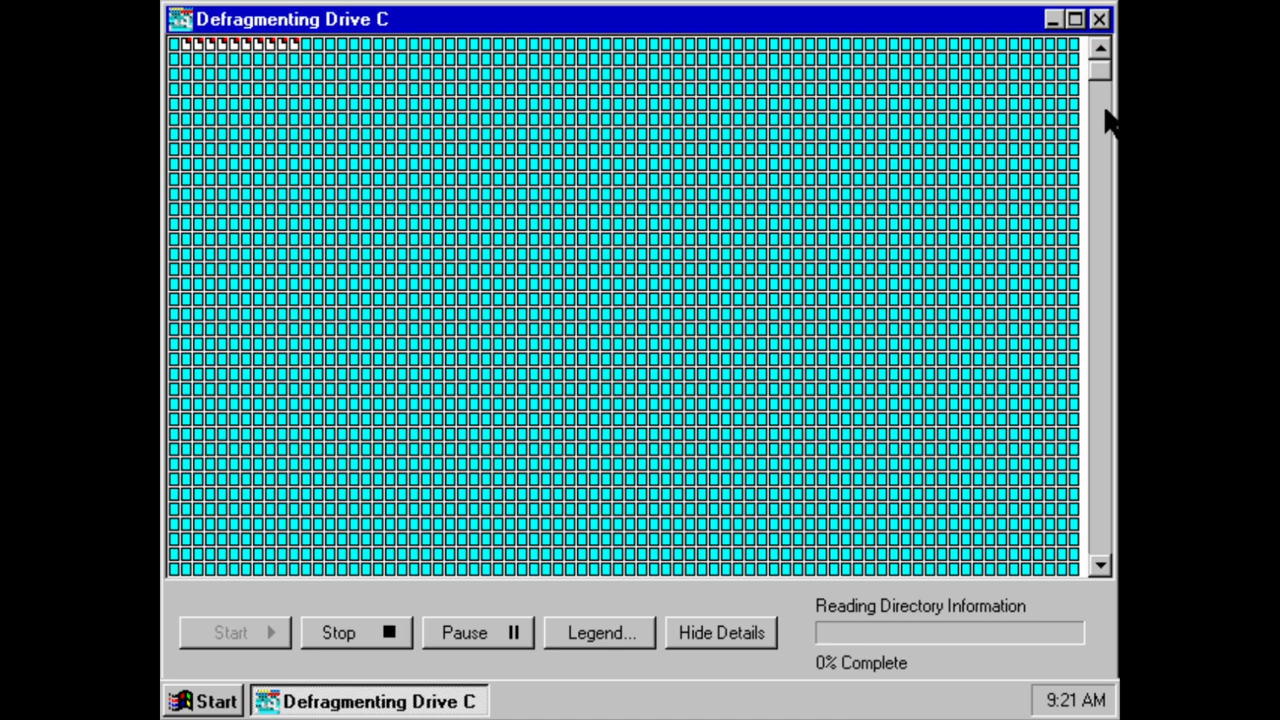 Defragmenting Drive C
Reading Directory Information
Start
Stop
Pause
Legend...
Hide Details
0% Complete
Start
Defragmenting Drive C
9:21 AM